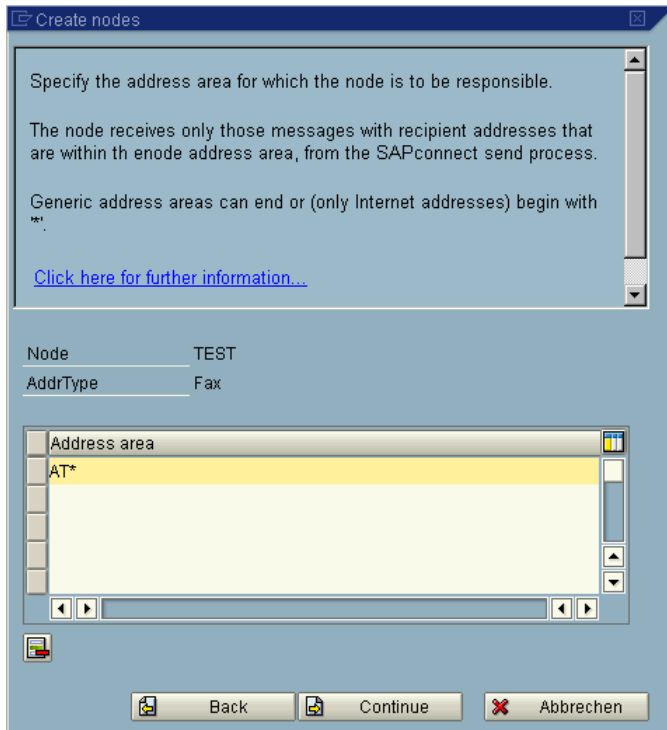 Create nodes
Specify the address area for which the node is to be responsible.
The node receives only those messages with recipient addresses that
are within th enode address area, from the SAPconnect send process.
Generic address areas can end or (only Internet addresses) begin with
'*'.
Click here for further information...
Node TEST
AddrType Fax
Address area
AT*
Back Continue Abbrechen